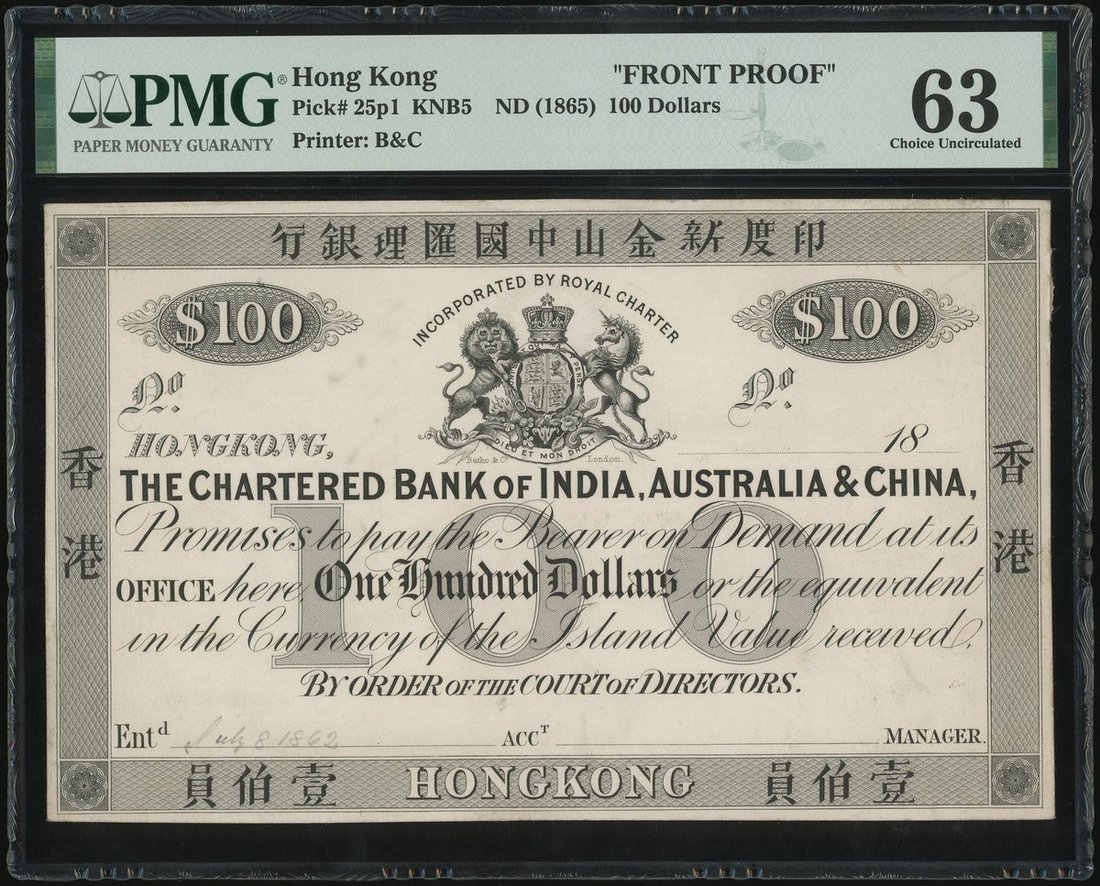 PMG® Hong Kong "FRONT PROOF" 63
Pick# 25p1 KNB5 ND (1865) 100 Dollars
PAPER MONEY GUARANTY Printer: B&C Choice Uncirculated
行銀理匯國中山金新度印
INCORPORATED BY ROYAL CHARTER
$100 $100
DIEU ET MON DROIT
No. No.
HONGKONG, 18
Batho & Co. London.
香港
香港
THE CHARTERED BANK OF INDIA, AUSTRALIA & CHINA,
Promises to pay the Bearer on Demand at its
OFFICE here, One Hundred Dollars or the equivalent
in the Currency of the Island Value received.
100
BY ORDER OF THE COURT OF DIRECTORS.
Entd July 8 1862 ACCT MANAGER.
員伯壹 HONGKONG 員伯壹